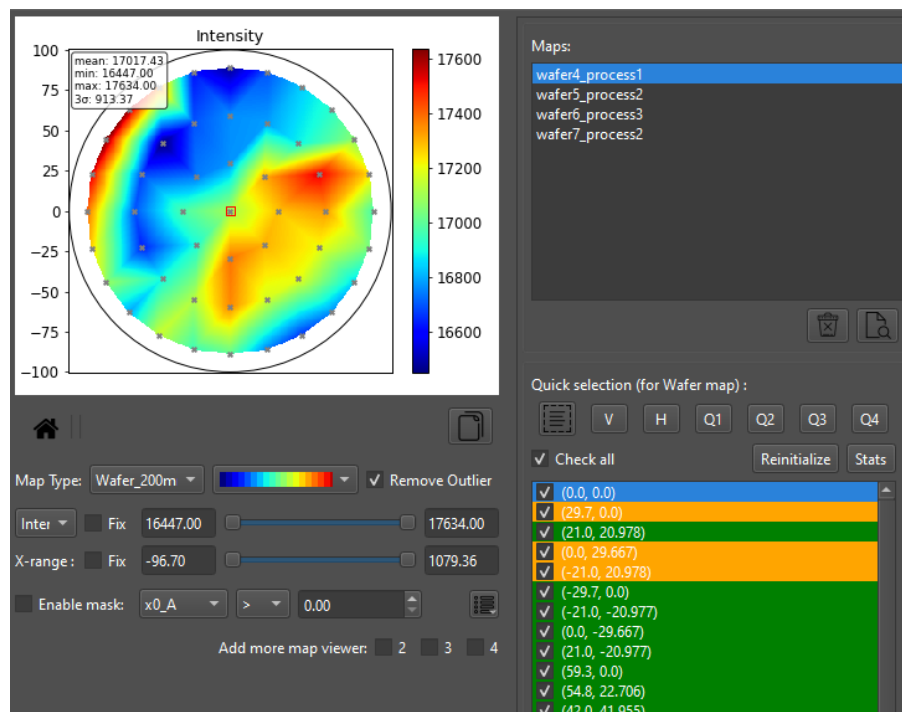 Intensity
mean: 17017.43
min: 16447.00
max: 17634.00
3σ: 913.37
100
75
50
25
0
−25
−50
−75
−100
17600
17400
17200
17000
16800
16600
Maps:
wafer4_process1
wafer5_process2
wafer6_process3
wafer7_process2
Quick selection (for Wafer map) :
V H Q1 Q2 Q3 Q4
Check all Reinitialize Stats
(0.0, 0.0)
(29.7, 0.0)
(21.0, 20.978)
(0.0, 29.667)
(-21.0, 20.978)
(-29.7, 0.0)
(-21.0, -20.977)
(0.0, -29.667)
(21.0, -20.977)
(59.3, 0.0)
(54.8, 22.706)
(42.0, 41.955)
Map Type: Wafer_200m Remove Outlier
Inter Fix 16447.00 17634.00
X-range : Fix -96.70 1079.36
Enable mask: x0_A > 0.00
Add more map viewer: 2 3 4